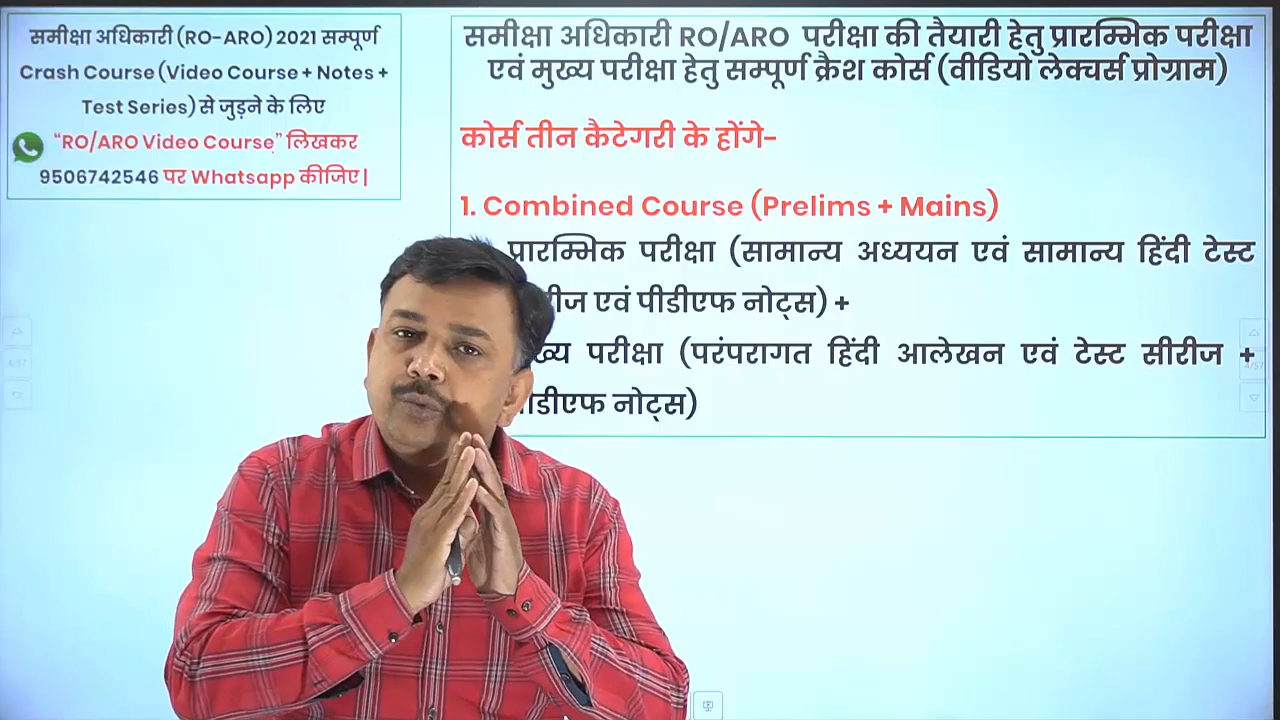 समीक्षा अधिकारी (RO-ARO) 2021 सम्पूर्ण
Crash Course (Video Course + Notes +
Test Series) से जुड़ने के लिए
“RO/ARO Video Course” लिखकर
9506742546 पर Whatsapp कीजिए|
समीक्षा अधिकारी RO/ARO परीक्षा की तैयारी हेतु प्रारम्भिक परीक्षा
एवं मुख्य परीक्षा हेतु सम्पूर्ण क्रैश कोर्स (वीडियो लेक्चर्स प्रोग्राम)
कोर्स तीन कैटेगरी के होंगे-
1. Combined Course (Prelims + Mains)
प्रारम्भिक परीक्षा (सामान्य अध्ययन एवं सामान्य हिंदी टेस्ट
एवं पीडीएफ नोट्स) +
परीक्षा (परंपरागत हिंदी आलेखन एवं टेस्ट सीरीज +
नोट्स)